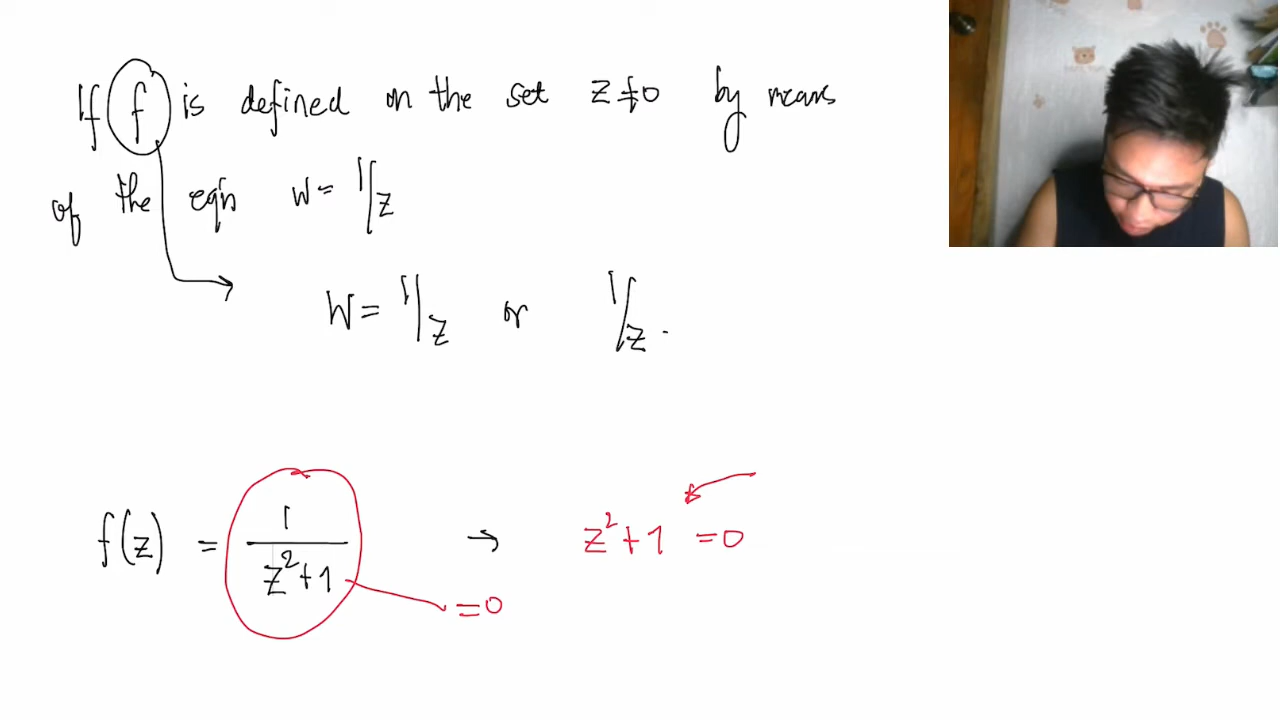 If f is defined on the set z≠0 by means
of the eqn w = 1/z
W = 1/z or 1/z .
f(z) = 1/(z²+1) → z²+1 = 0
= 0